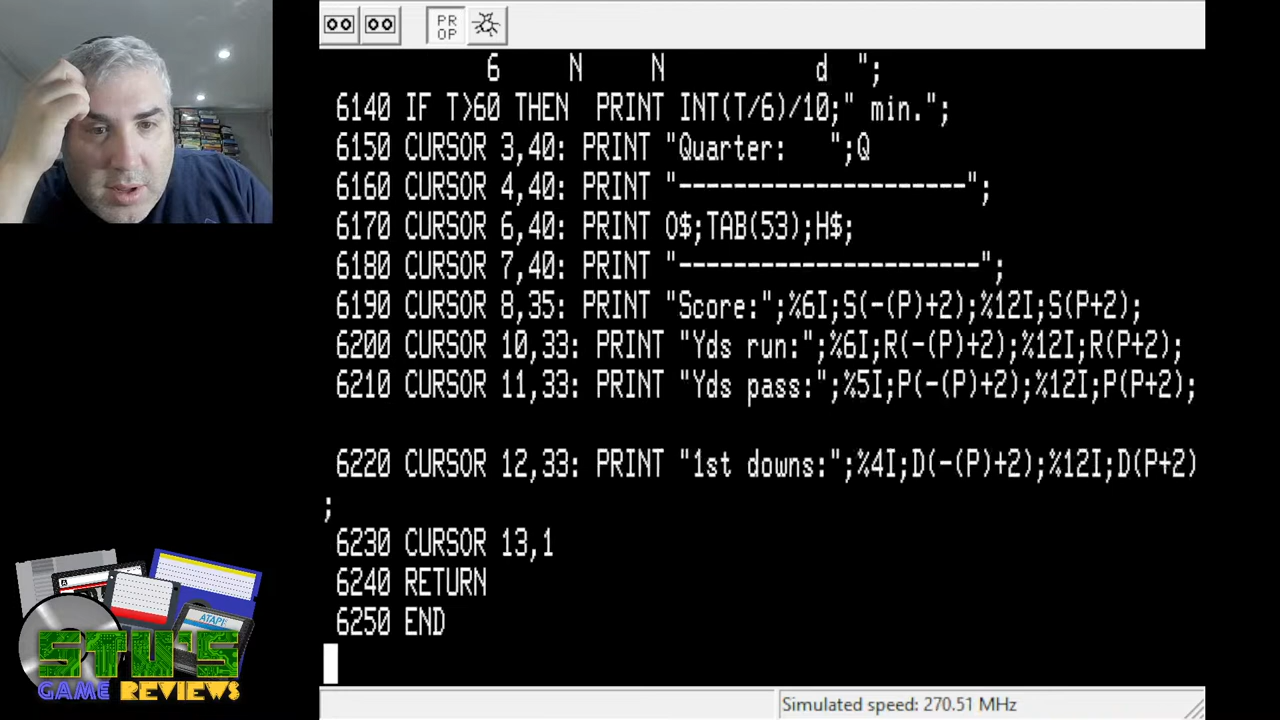 PR
OP
6 N N d ";
6140 IF T>60 THEN PRINT INT(T/6)/10;" min.";
6150 CURSOR 3,40: PRINT "Quarter: ";Q
6160 CURSOR 4,40: PRINT "---------------------";
6170 CURSOR 6,40: PRINT O$;TAB(53);H$;
6180 CURSOR 7,40: PRINT "----------------------";
6190 CURSOR 8,35: PRINT "Score:";%6I;S(-(P)+2);%12I;S(P+2);
6200 CURSOR 10,33: PRINT "Yds run:";%6I;R(-(P)+2);%12I;R(P+2);
6210 CURSOR 11,33: PRINT "Yds pass:";%5I;P(-(P)+2);%12I;P(P+2);
6220 CURSOR 12,33: PRINT "1st downs:";%4I;D(-(P)+2);%12I;D(P+2)
;
6230 CURSOR 13,1
6240 RETURN
6250 END
ATARI
STU'S
GAME REVIEWS
Simulated speed: 270.51 MHz